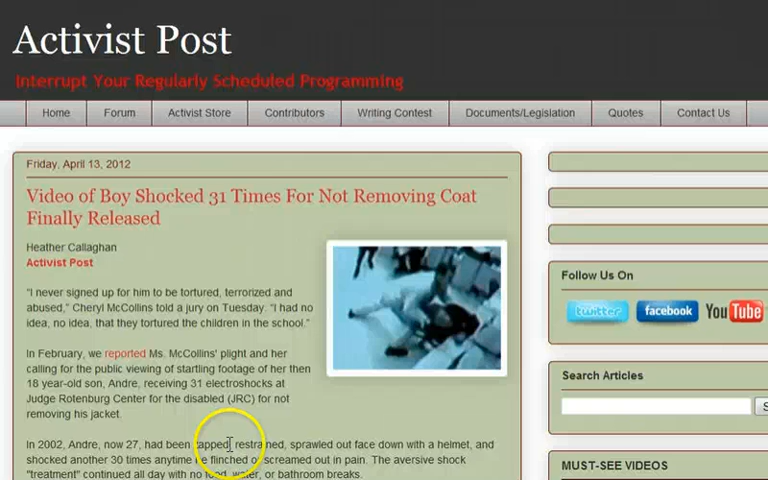 Activist Post
Interrupt Your Regularly Scheduled Programming
Home Forum Activist Store Contributors Writing Contest Documents/Legislation Quotes Contact Us
Friday, April 13, 2012
Video of Boy Shocked 31 Times For Not Removing Coat
Finally Released
Heather Callaghan
Activist Post
"I never signed up for him to be tortured, terrorized and
abused," Cheryl McCollins told a jury on Tuesday. "I had no
idea, no idea, that they tortured the children in the school."
In February, we reported Ms. McCollins' plight and her
calling for the public viewing of startling footage of her then
18 year-old son, Andre, receiving 31 electroshocks at
Judge Rotenburg Center for the disabled (JRC) for not
removing his jacket.
In 2002, Andre, now 27, had been zapped, restrained, sprawled out face down with a helmet, and
shocked another 30 times anytime he flinched or screamed out in pain. The aversive shock
"treatment" continued all day with no food, water, or bathroom breaks.
Follow Us On
twitter facebook YouTube
Search Articles
S
MUST-SEE VIDEOS